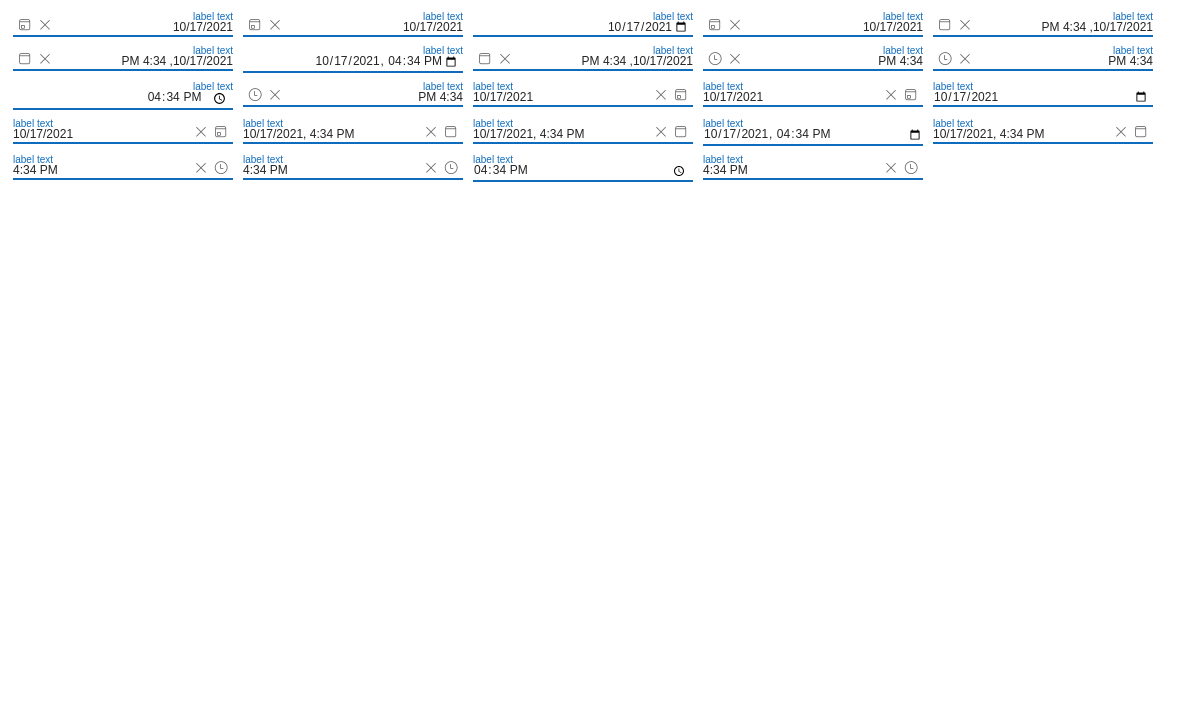 label text label text label text label text label text
10/17/2021 10/17/2021 10/17/2021 10/17/2021 PM 4:34 ,10/17/2021
label text label text label text label text label text
PM 4:34 ,10/17/2021 10/17/2021, 04:34 PM PM 4:34 ,10/17/2021 PM 4:34 PM 4:34
label text label text label text label text label text
04:34 PM PM 4:34 10/17/2021 10/17/2021 10/17/2021
label text label text label text label text label text
10/17/2021 10/17/2021, 4:34 PM 10/17/2021, 4:34 PM 10/17/2021, 04:34 PM 10/17/2021, 4:34 PM
label text label text label text label text
4:34 PM 4:34 PM 04:34 PM 4:34 PM